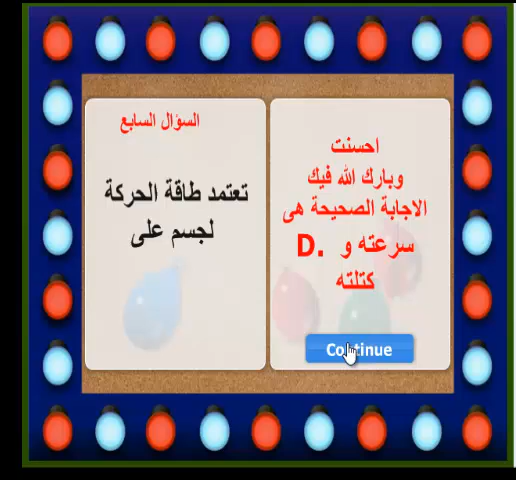 السؤال السابع
تعتمد طاقة الحركة
لجسم على
احسنت
وبارك الله فيك
الاجابة الصحيحة هى
D. سرعته و
كتلته
Continue